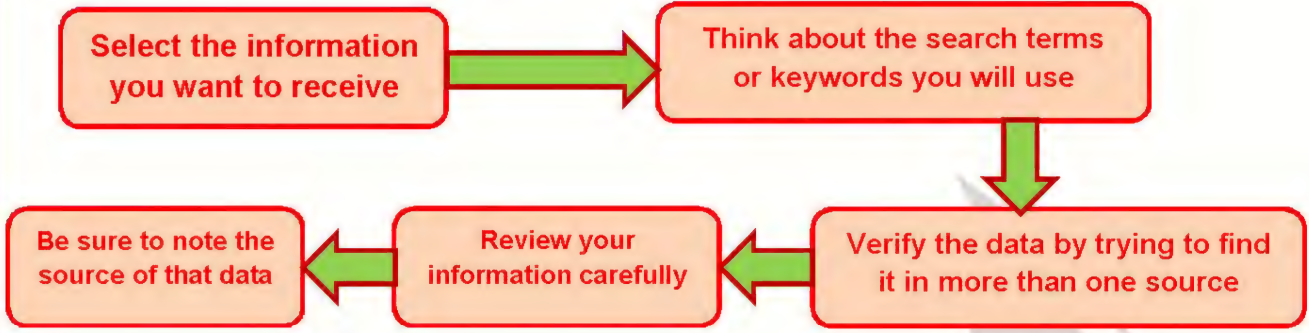 Select the information
you want to receive
Think about the search terms
or keywords you will use
Verify the data by trying to find
it in more than one source
Review your
information carefully
Be sure to note the
source of that data